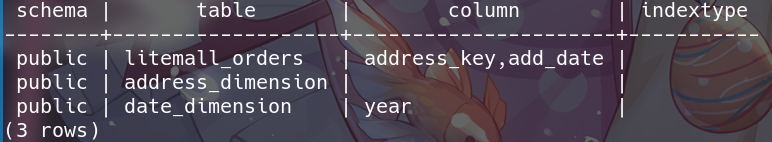 schema |       table       |        column        | indextype
--------+-------------------+----------------------+-----------
 public | litemall_orders   | address_key,add_date |
 public | address_dimension |                      |
 public | date_dimension    | year                 |
(3 rows)